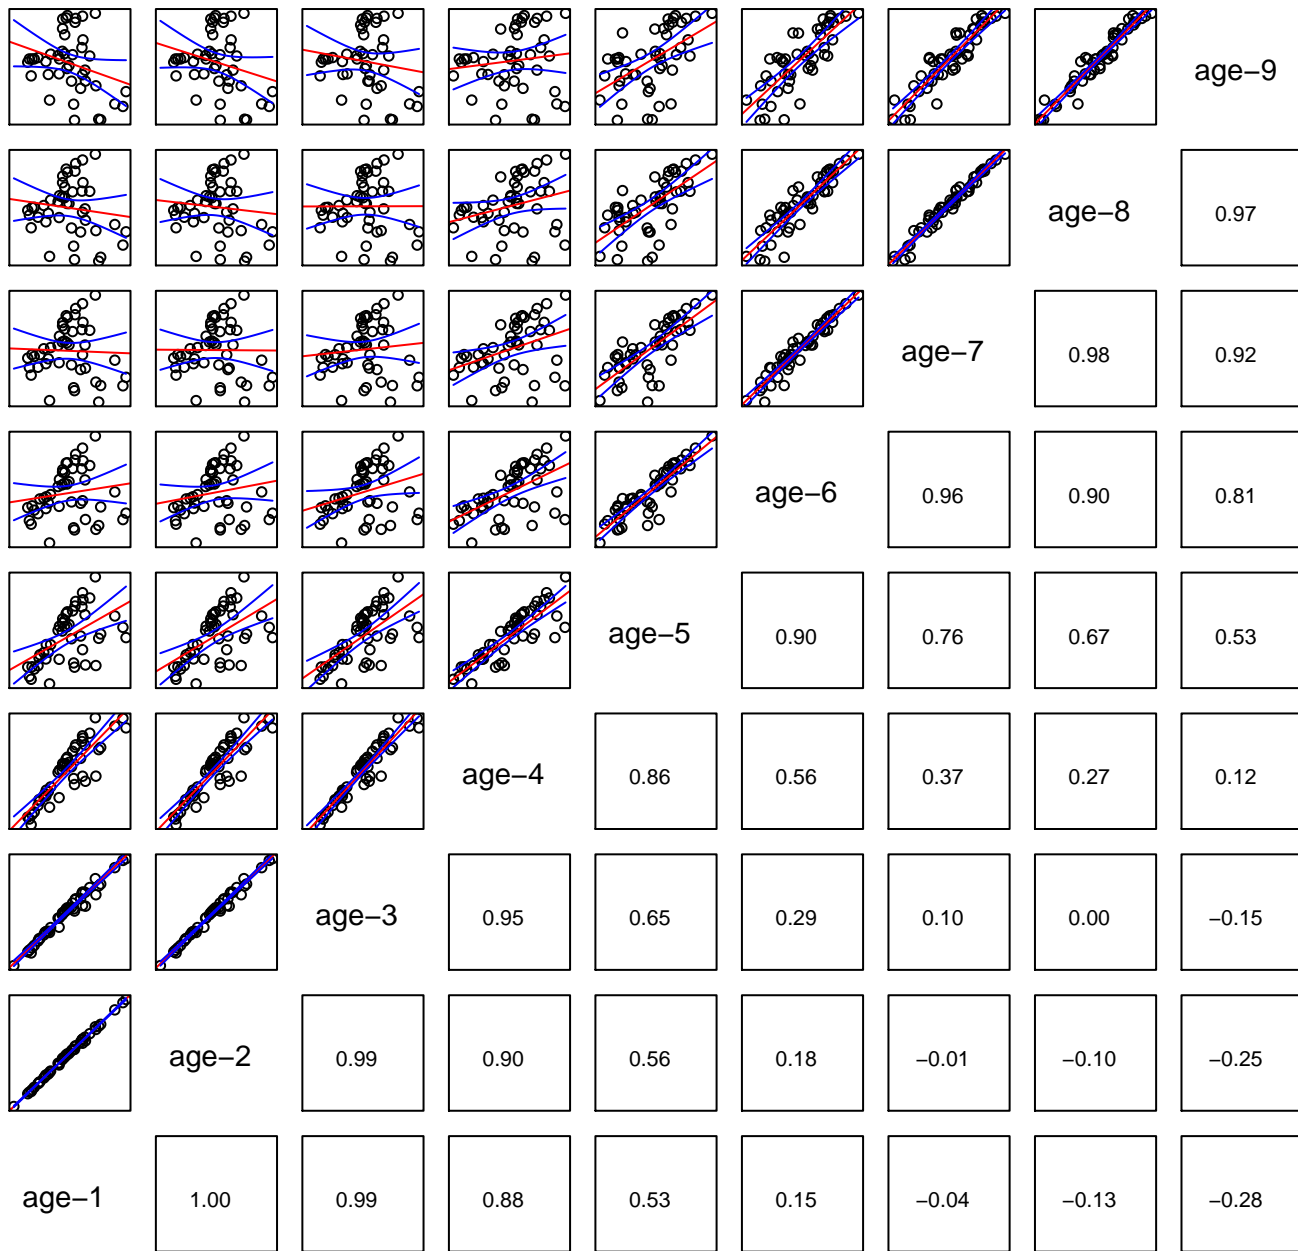 age−9
age−8 0.97
age−7 0.98 0.92
age−6 0.96 0.90 0.81
age−5 0.90 0.76 0.67 0.53
age−4 0.86 0.56 0.37 0.27 0.12
age−3 0.95 0.65 0.29 0.10 0.00 −0.15
age−2 0.99 0.90 0.56 0.18 −0.01 −0.10 −0.25
age−1 1.00 0.99 0.88 0.53 0.15 −0.04 −0.13 −0.28